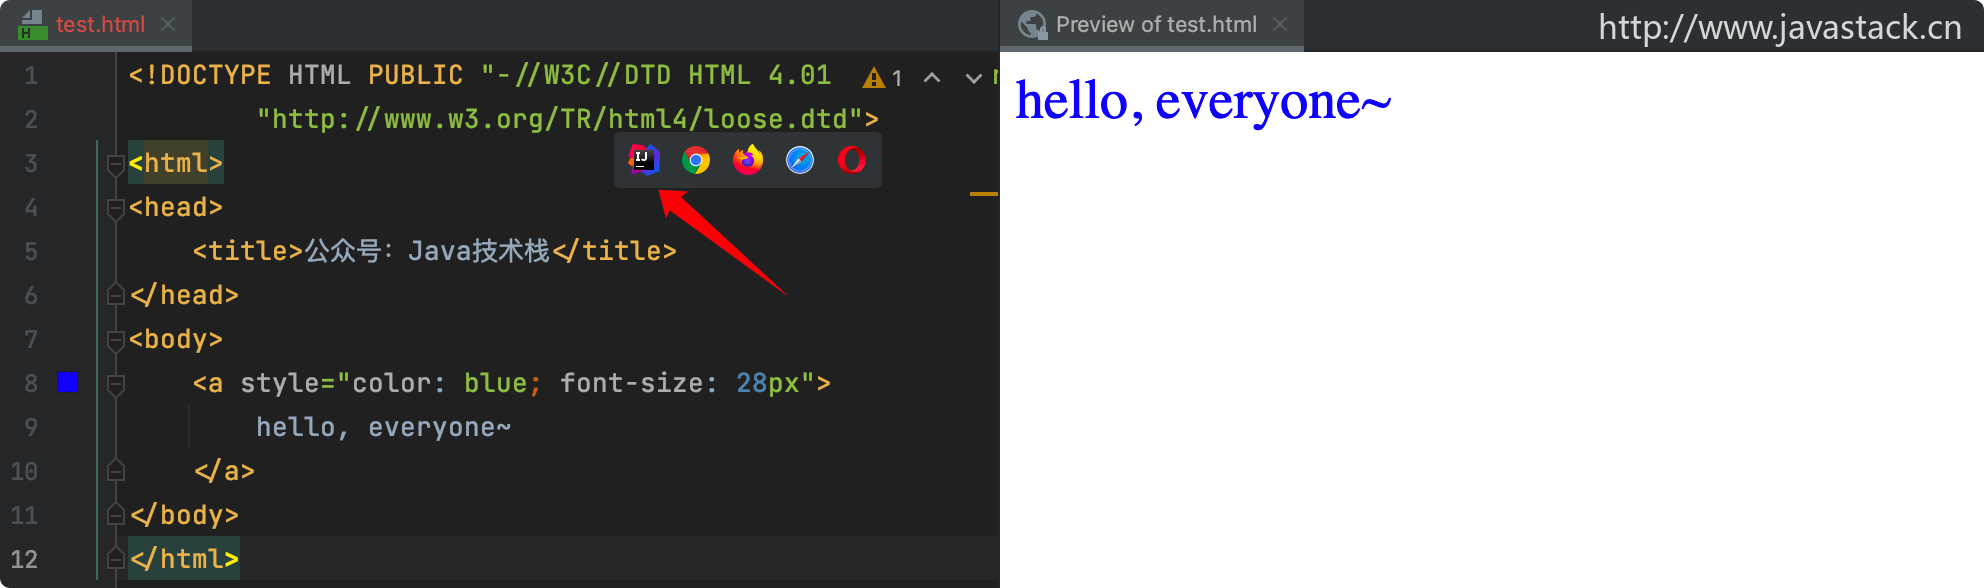 test.html
Preview of test.html
http://www.javastack.cn
1 <!DOCTYPE HTML PUBLIC "-//W3C//DTD HTML 4.01
1
2 "http://www.w3.org/TR/html4/loose.dtd">
3 <html>
4 <head>
5 <title>公众号：Java技术栈</title>
6 </head>
7 <body>
8 <a style="color: blue; font-size: 28px">
9 hello, everyone~
10 </a>
11 </body>
12 </html>
hello, everyone~